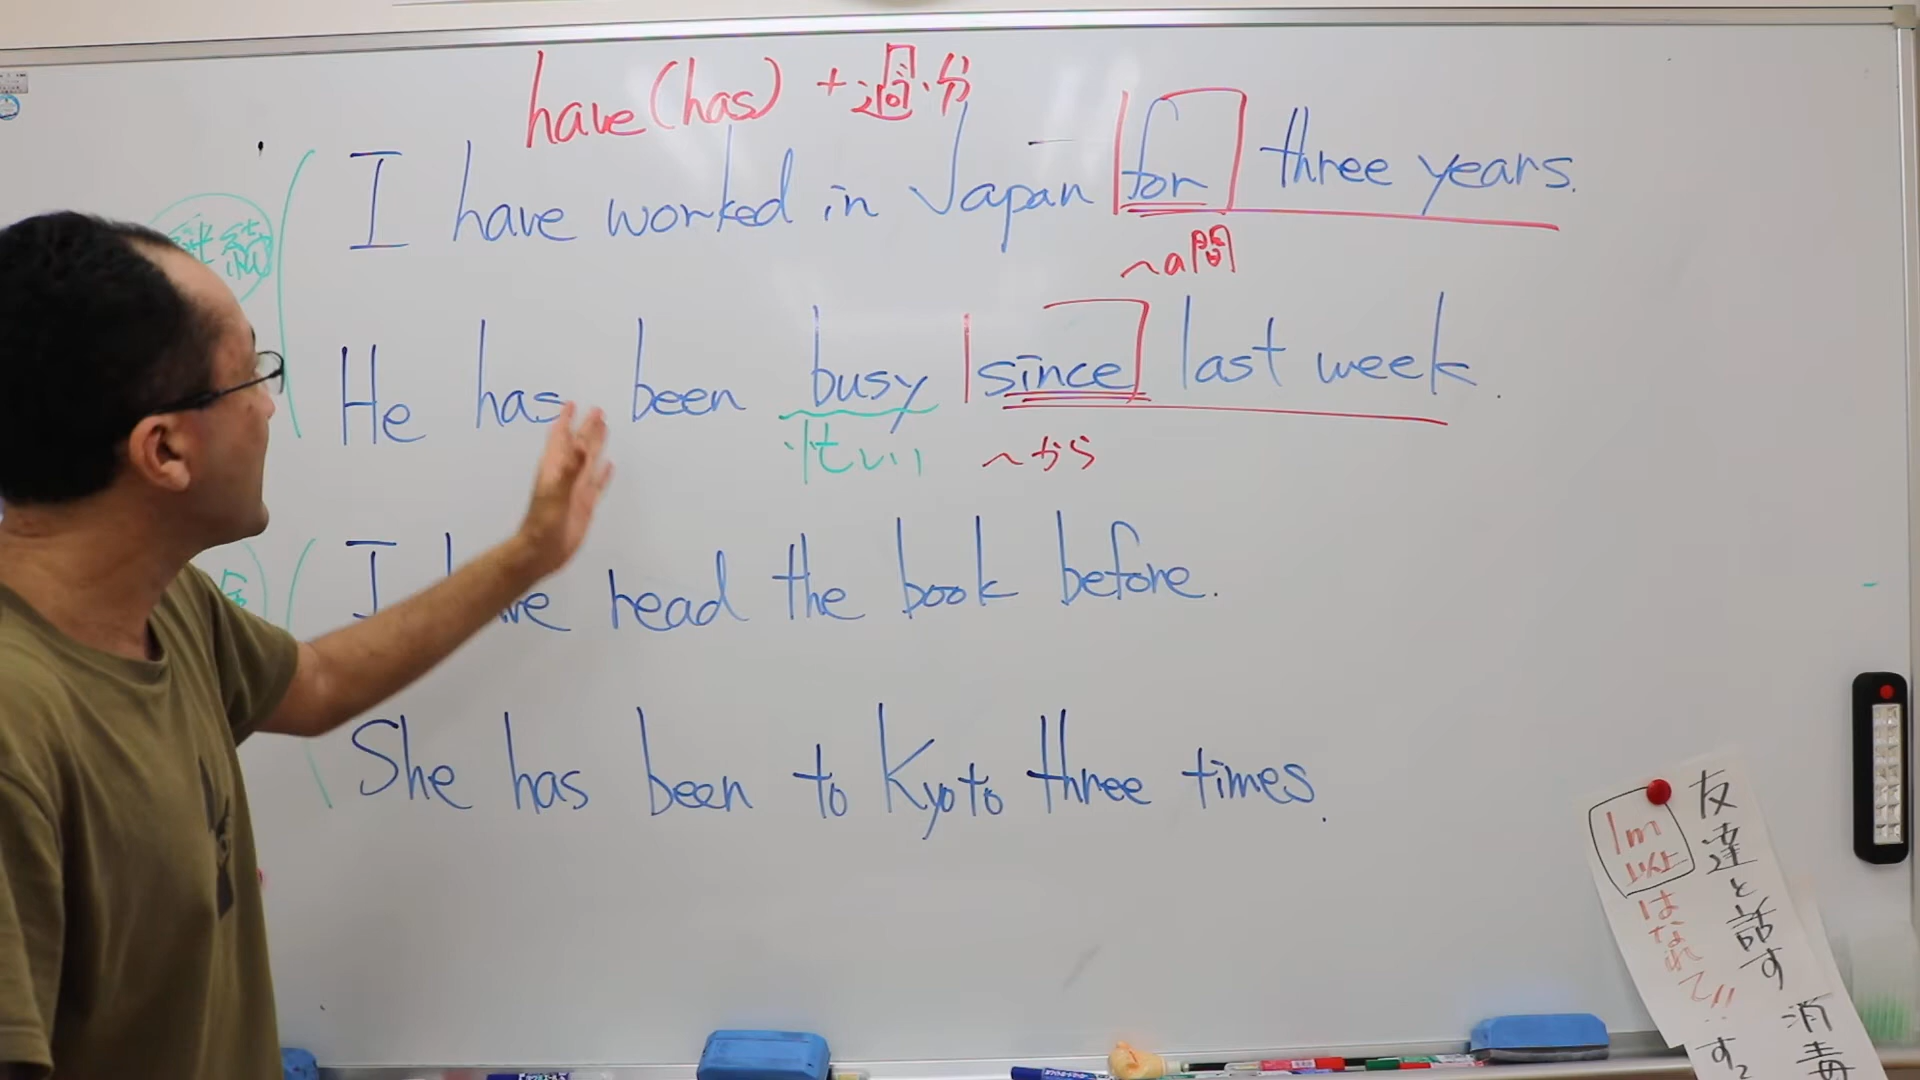 have (has) + 過・分
I have worked in Japan for three years.
〜の間
継続
He has been busy since last week.
忙しい 〜から
I have read the book before.
She has been to Kyoto three times.
友達と話す
1m以上はなれて!!
消毒